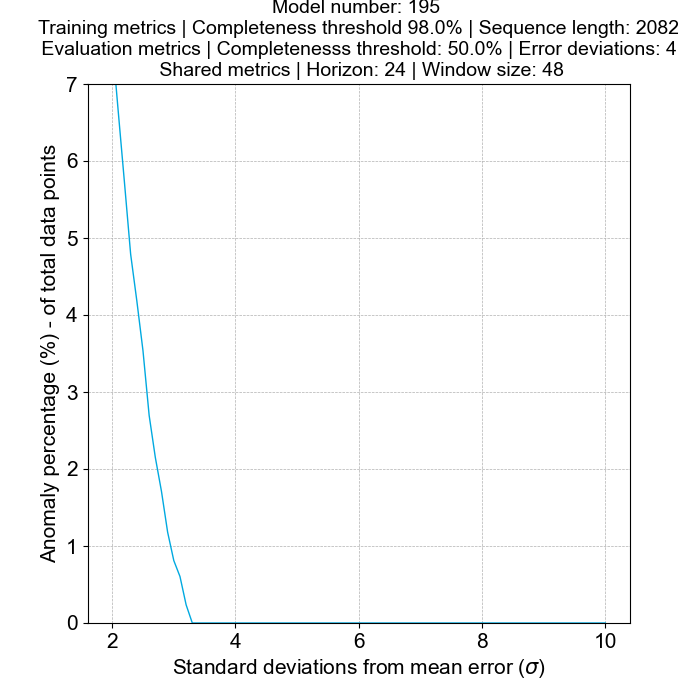 Model number: 195
Training metrics | Completeness threshold 98.0% | Sequence length: 2082
Evaluation metrics | Completenesss threshold: 50.0% | Error deviations: 4
Shared metrics | Horizon: 24 | Window size: 48
7
6
5
4
3
2
1
0
Anomaly percentage (%) - of total data points
2 4 6 8 10
Standard deviations from mean error (σ)